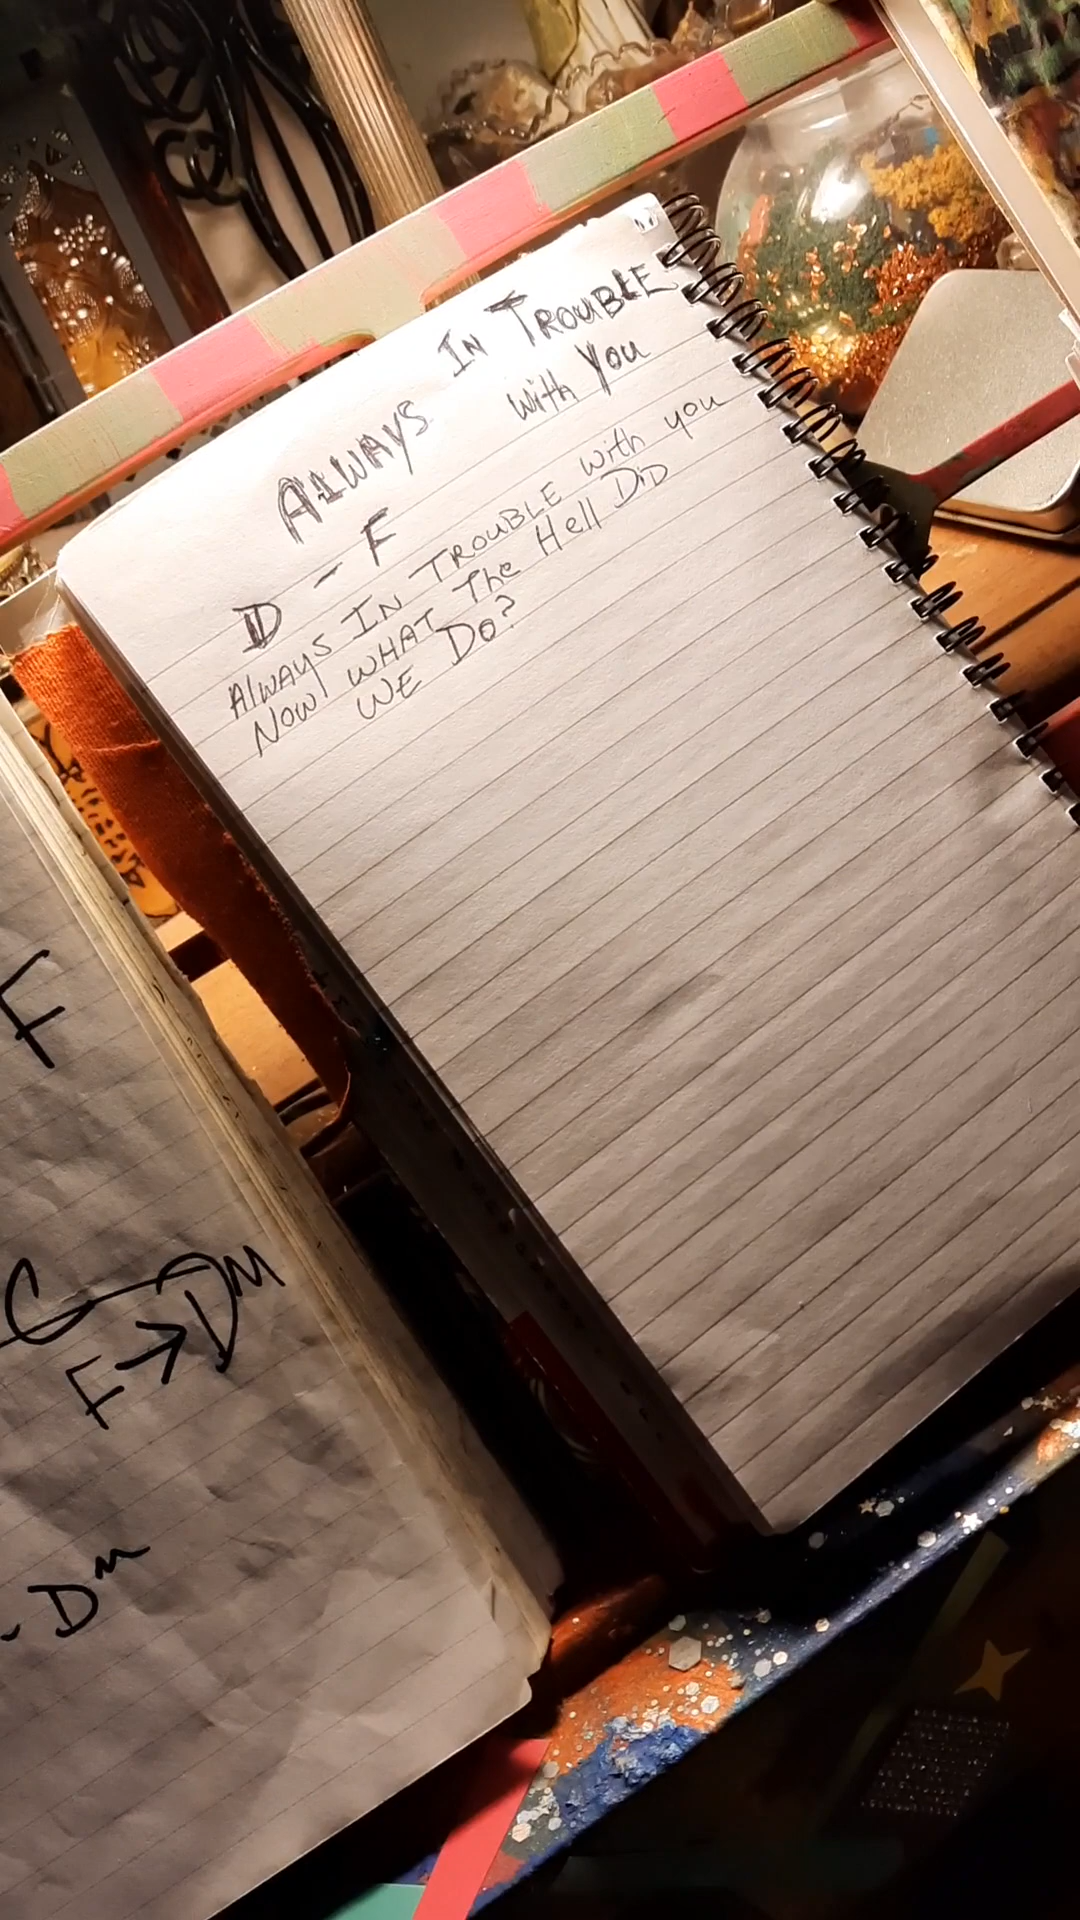 ALWAYS IN TROUBLE
with You
D - F
Always IN TROUBLE with you
Now WHAT The Hell DiD
WE Do?
F
G DM
F→D
- Dm